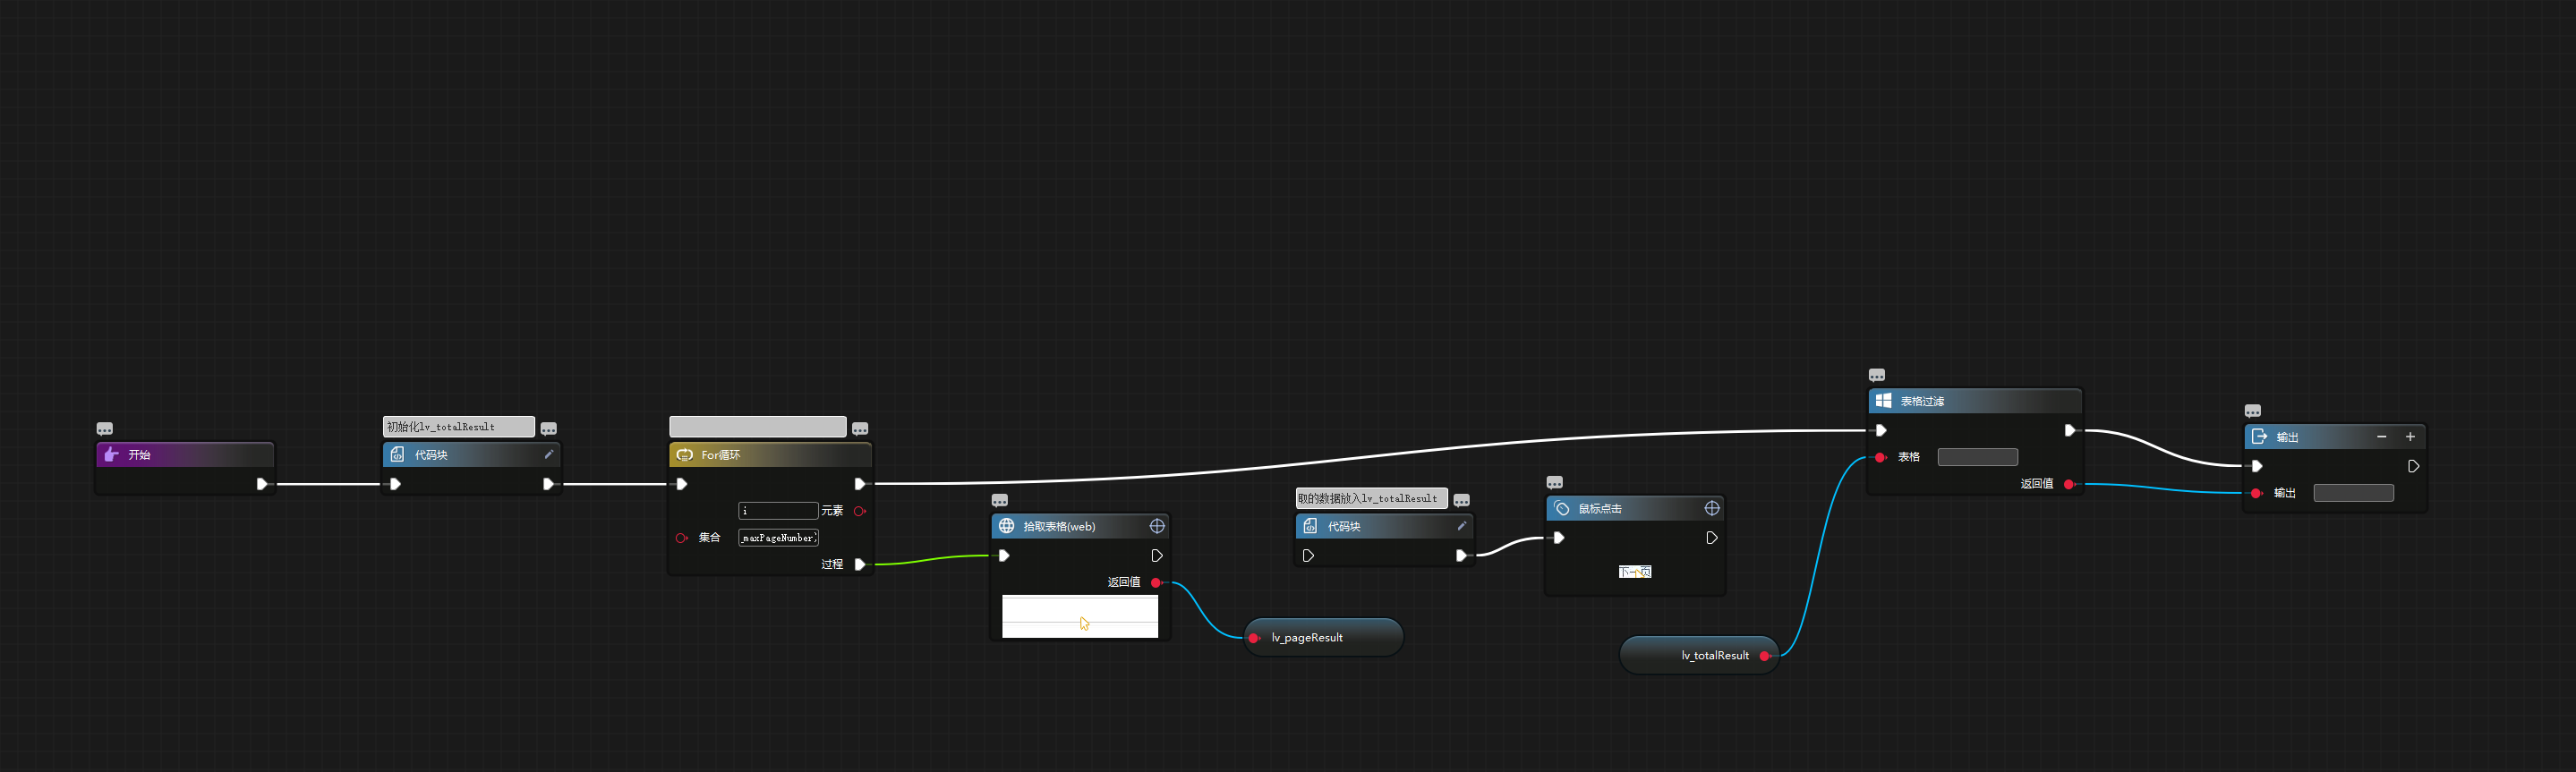 开始
初始化lv_totalResult
代码块
For循环
i
元素
集合
_maxPageNumber)
过程
拾取表格(web)
返回值
lv_pageResult
取的数据放入lv_totalResult
代码块
鼠标点击
下一页
lv_totalResult
表格过滤
表格
返回值
输出
输出